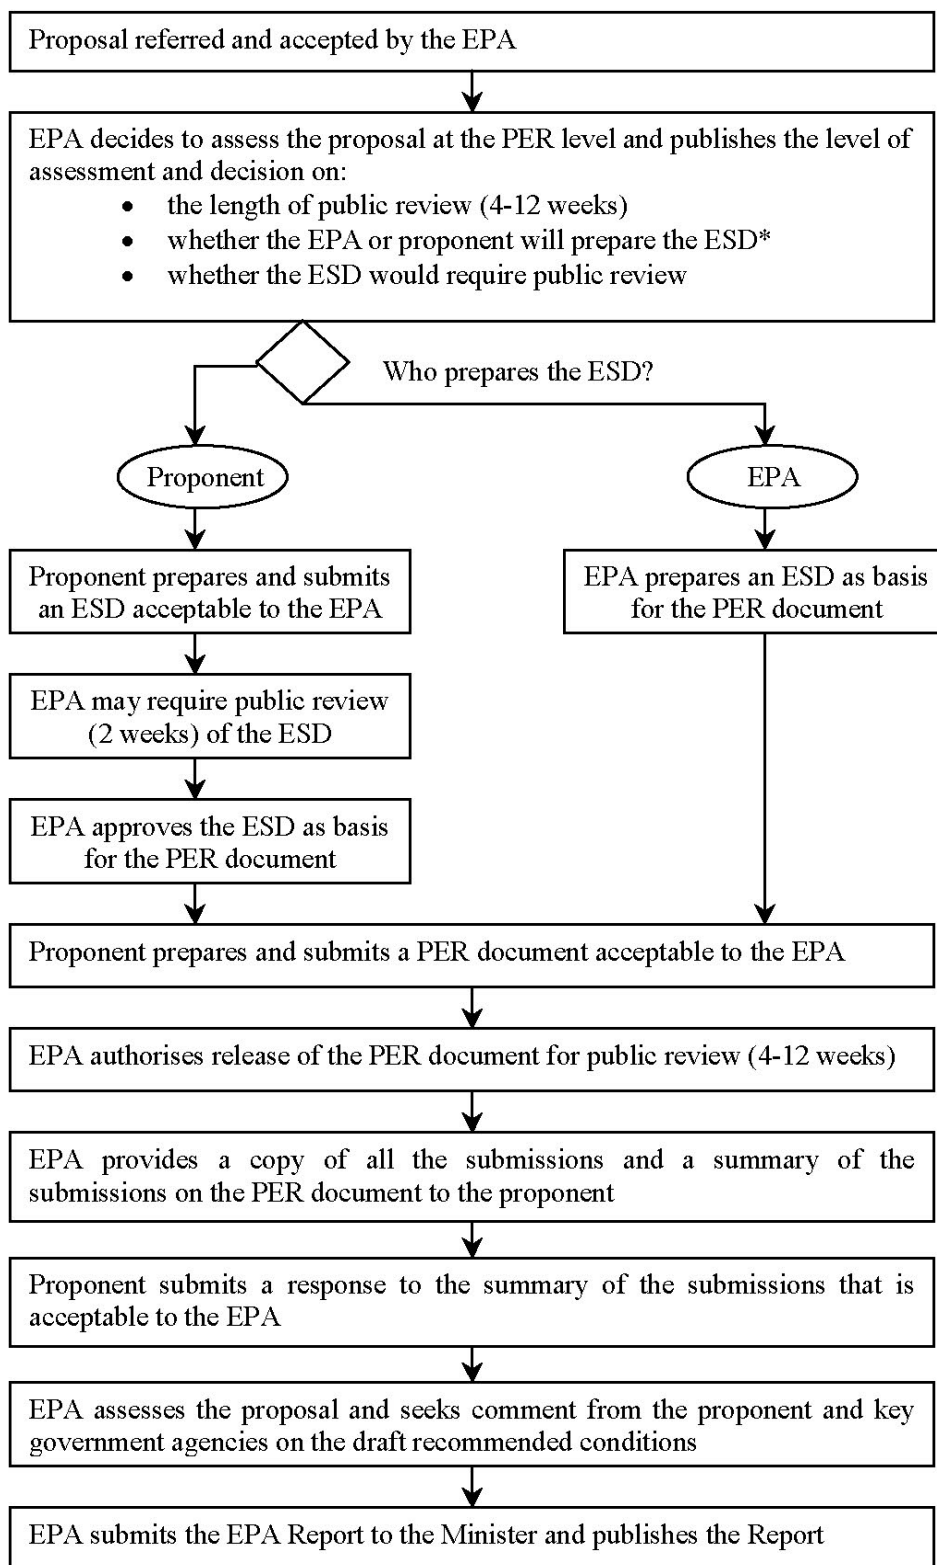 Proposal referred and accepted by the EPA
EPA decides to assess the proposal at the PER level and publishes the level of
assessment and decision on:
• the length of public review (4-12 weeks)
• whether the EPA or proponent will prepare the ESD*
• whether the ESD would require public review
Who prepares the ESD?
Proponent
EPA
Proponent prepares and submits
an ESD acceptable to the EPA
EPA prepares an ESD as basis
for the PER document
EPA may require public review
(2 weeks) of the ESD
EPA approves the ESD as basis
for the PER document
Proponent prepares and submits a PER document acceptable to the EPA
EPA authorises release of the PER document for public review (4-12 weeks)
EPA provides a copy of all the submissions and a summary of the
submissions on the PER document to the proponent
Proponent submits a response to the summary of the submissions that is
acceptable to the EPA
EPA assesses the proposal and seeks comment from the proponent and key
government agencies on the draft recommended conditions
EPA submits the EPA Report to the Minister and publishes the Report